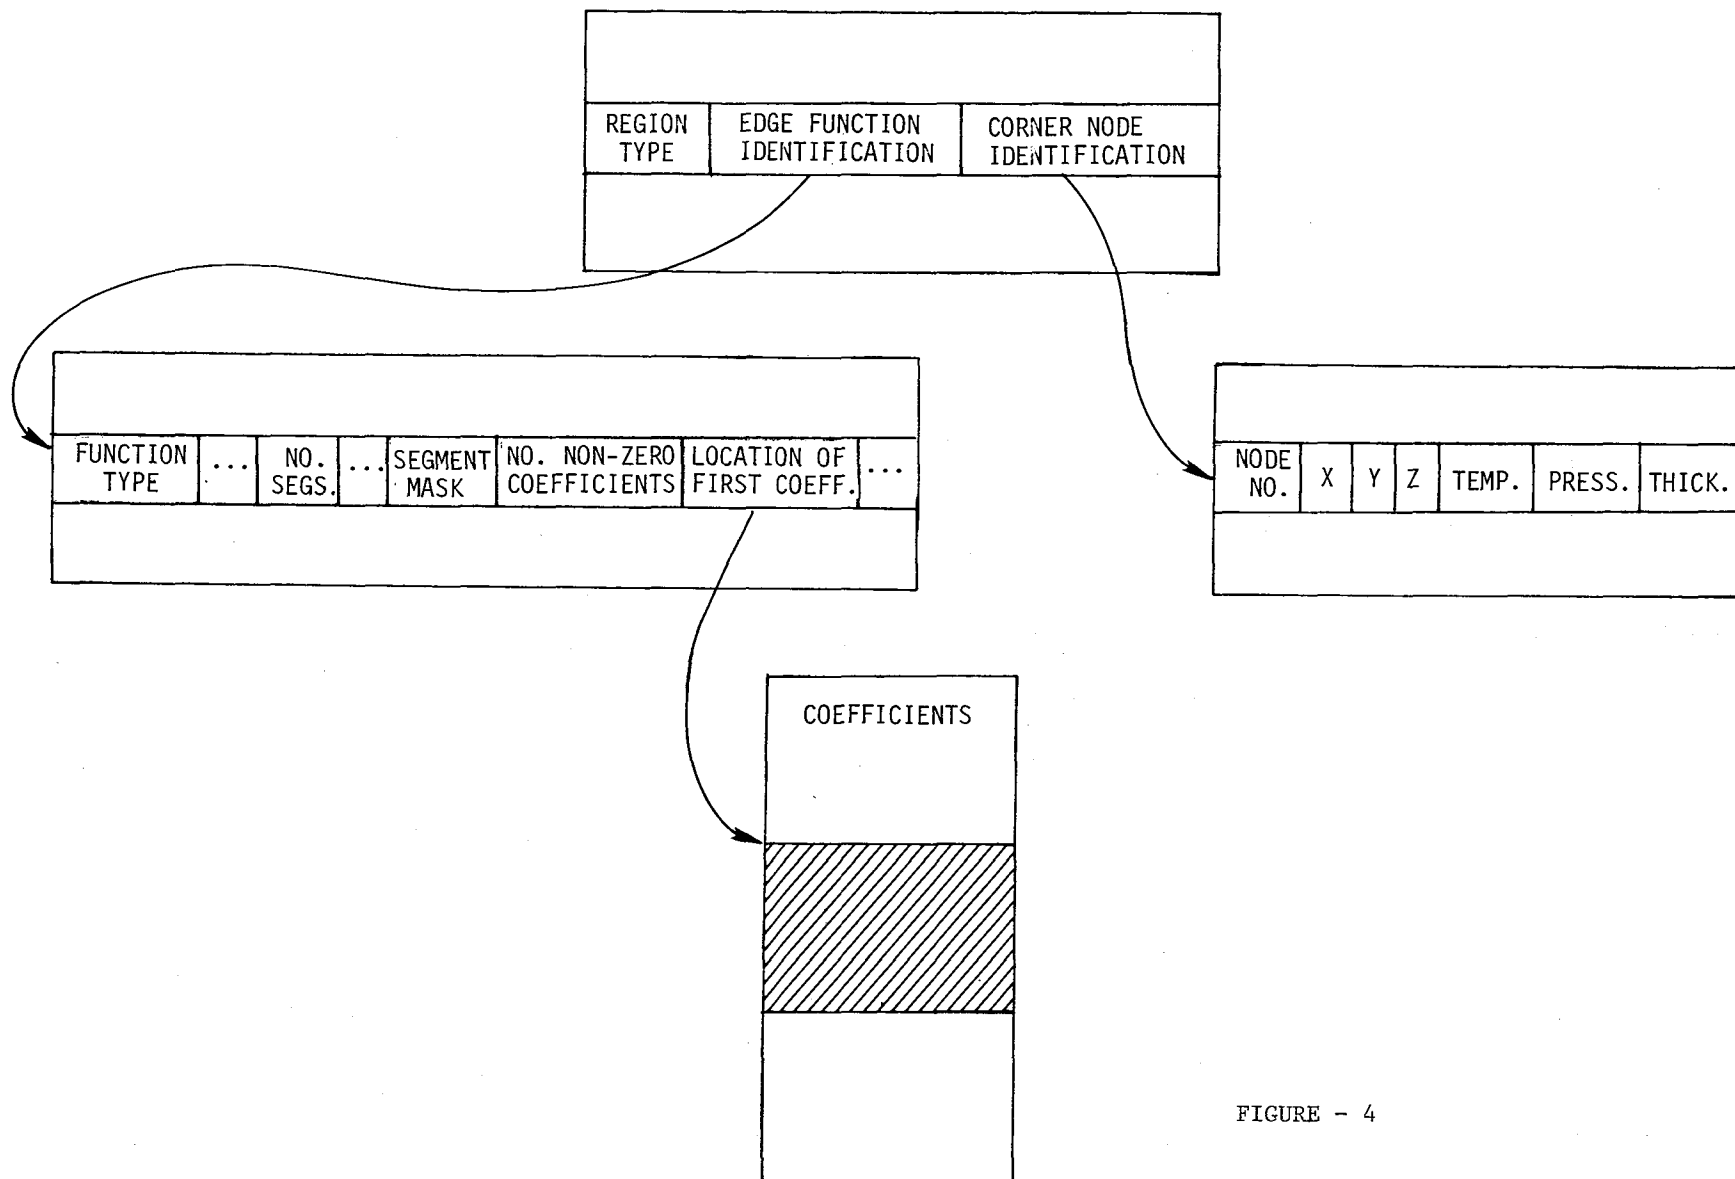 REGION TYPE
EDGE FUNCTION IDENTIFICATION
CORNER NODE IDENTIFICATION
FUNCTION TYPE
...
NO. SEGS.
...
SEGMENT MASK
NO. NON-ZERO COEFFICIENTS
LOCATION OF FIRST COEFF.
...
NODE NO.
X
Y
Z
TEMP.
PRESS.
THICK.
COEFFICIENTS
FIGURE - 4